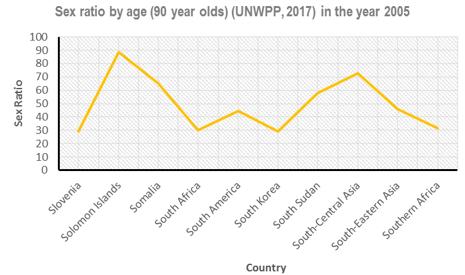 Sex ratio by age (90 year olds) (UNWPP, 2017) in the year 2005
100
90
80
70
60
50
40
30
20
10
0
Sex Ratio
Slovenia
Solomon Islands
Somalia
South Africa
South America
South Korea
South Sudan
South-Central Asia
South-Eastern Asia
Southern Africa
Country